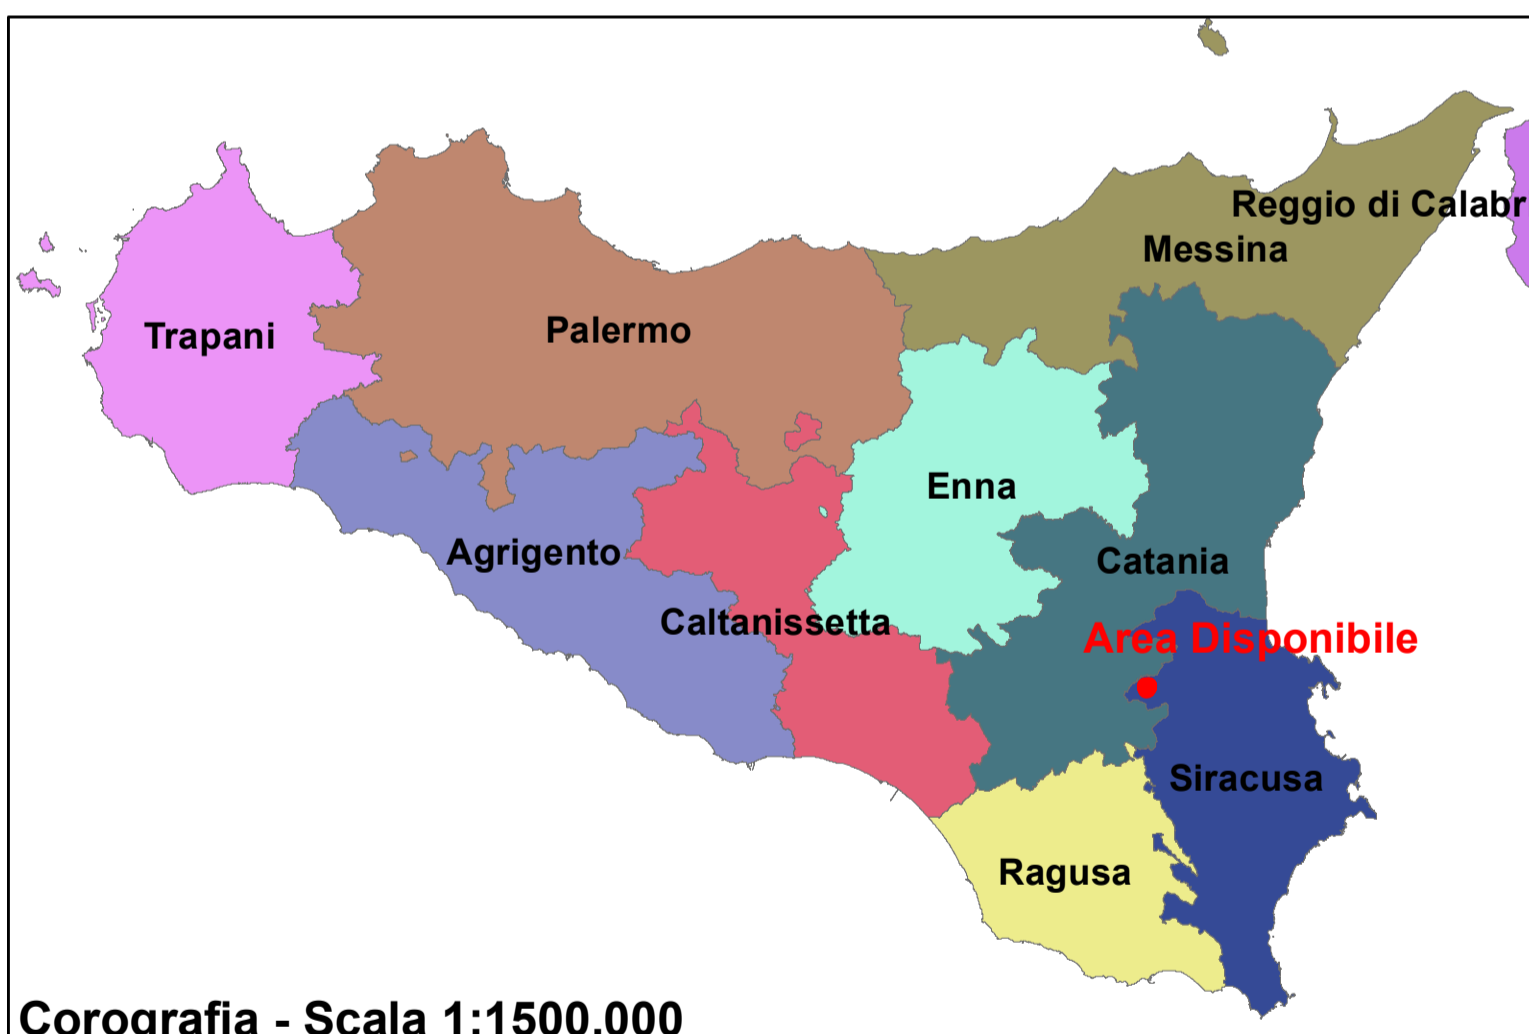 Reggio di Calabr
Messina
Trapani
Palermo
Enna
Agrigento
Catania
Caltanissetta
Area Disponibile
Siracusa
Ragusa
Corografia - Scala 1:1500.000